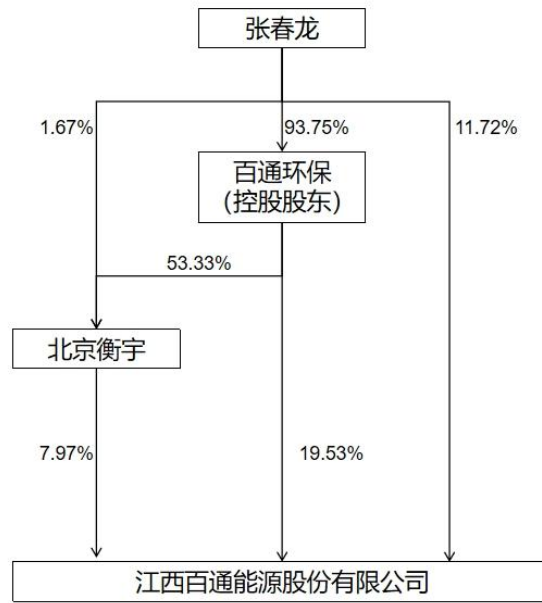 张春龙
1.67%
93.75%
11.72%
百通环保
（控股股东）
53.33%
北京衡宇
7.97%
19.53%
江西百通能源股份有限公司